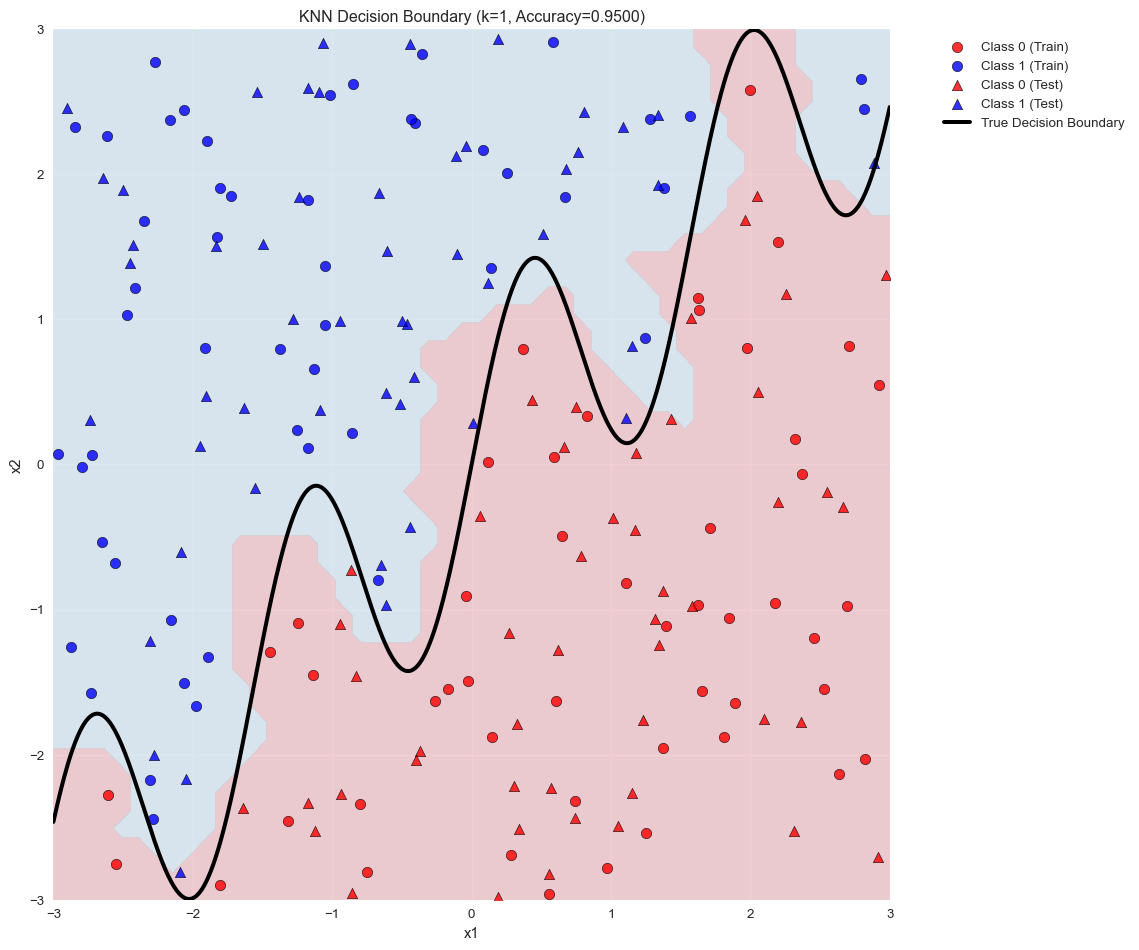 KNN Decision Boundary (k=1, Accuracy=0.9500)
Class 0 (Train)
Class 1 (Train)
Class 0 (Test)
Class 1 (Test)
True Decision Boundary
3
2
1
0
−1
−2
−3
x2
−3 −2 −1 0 1 2 3
x1